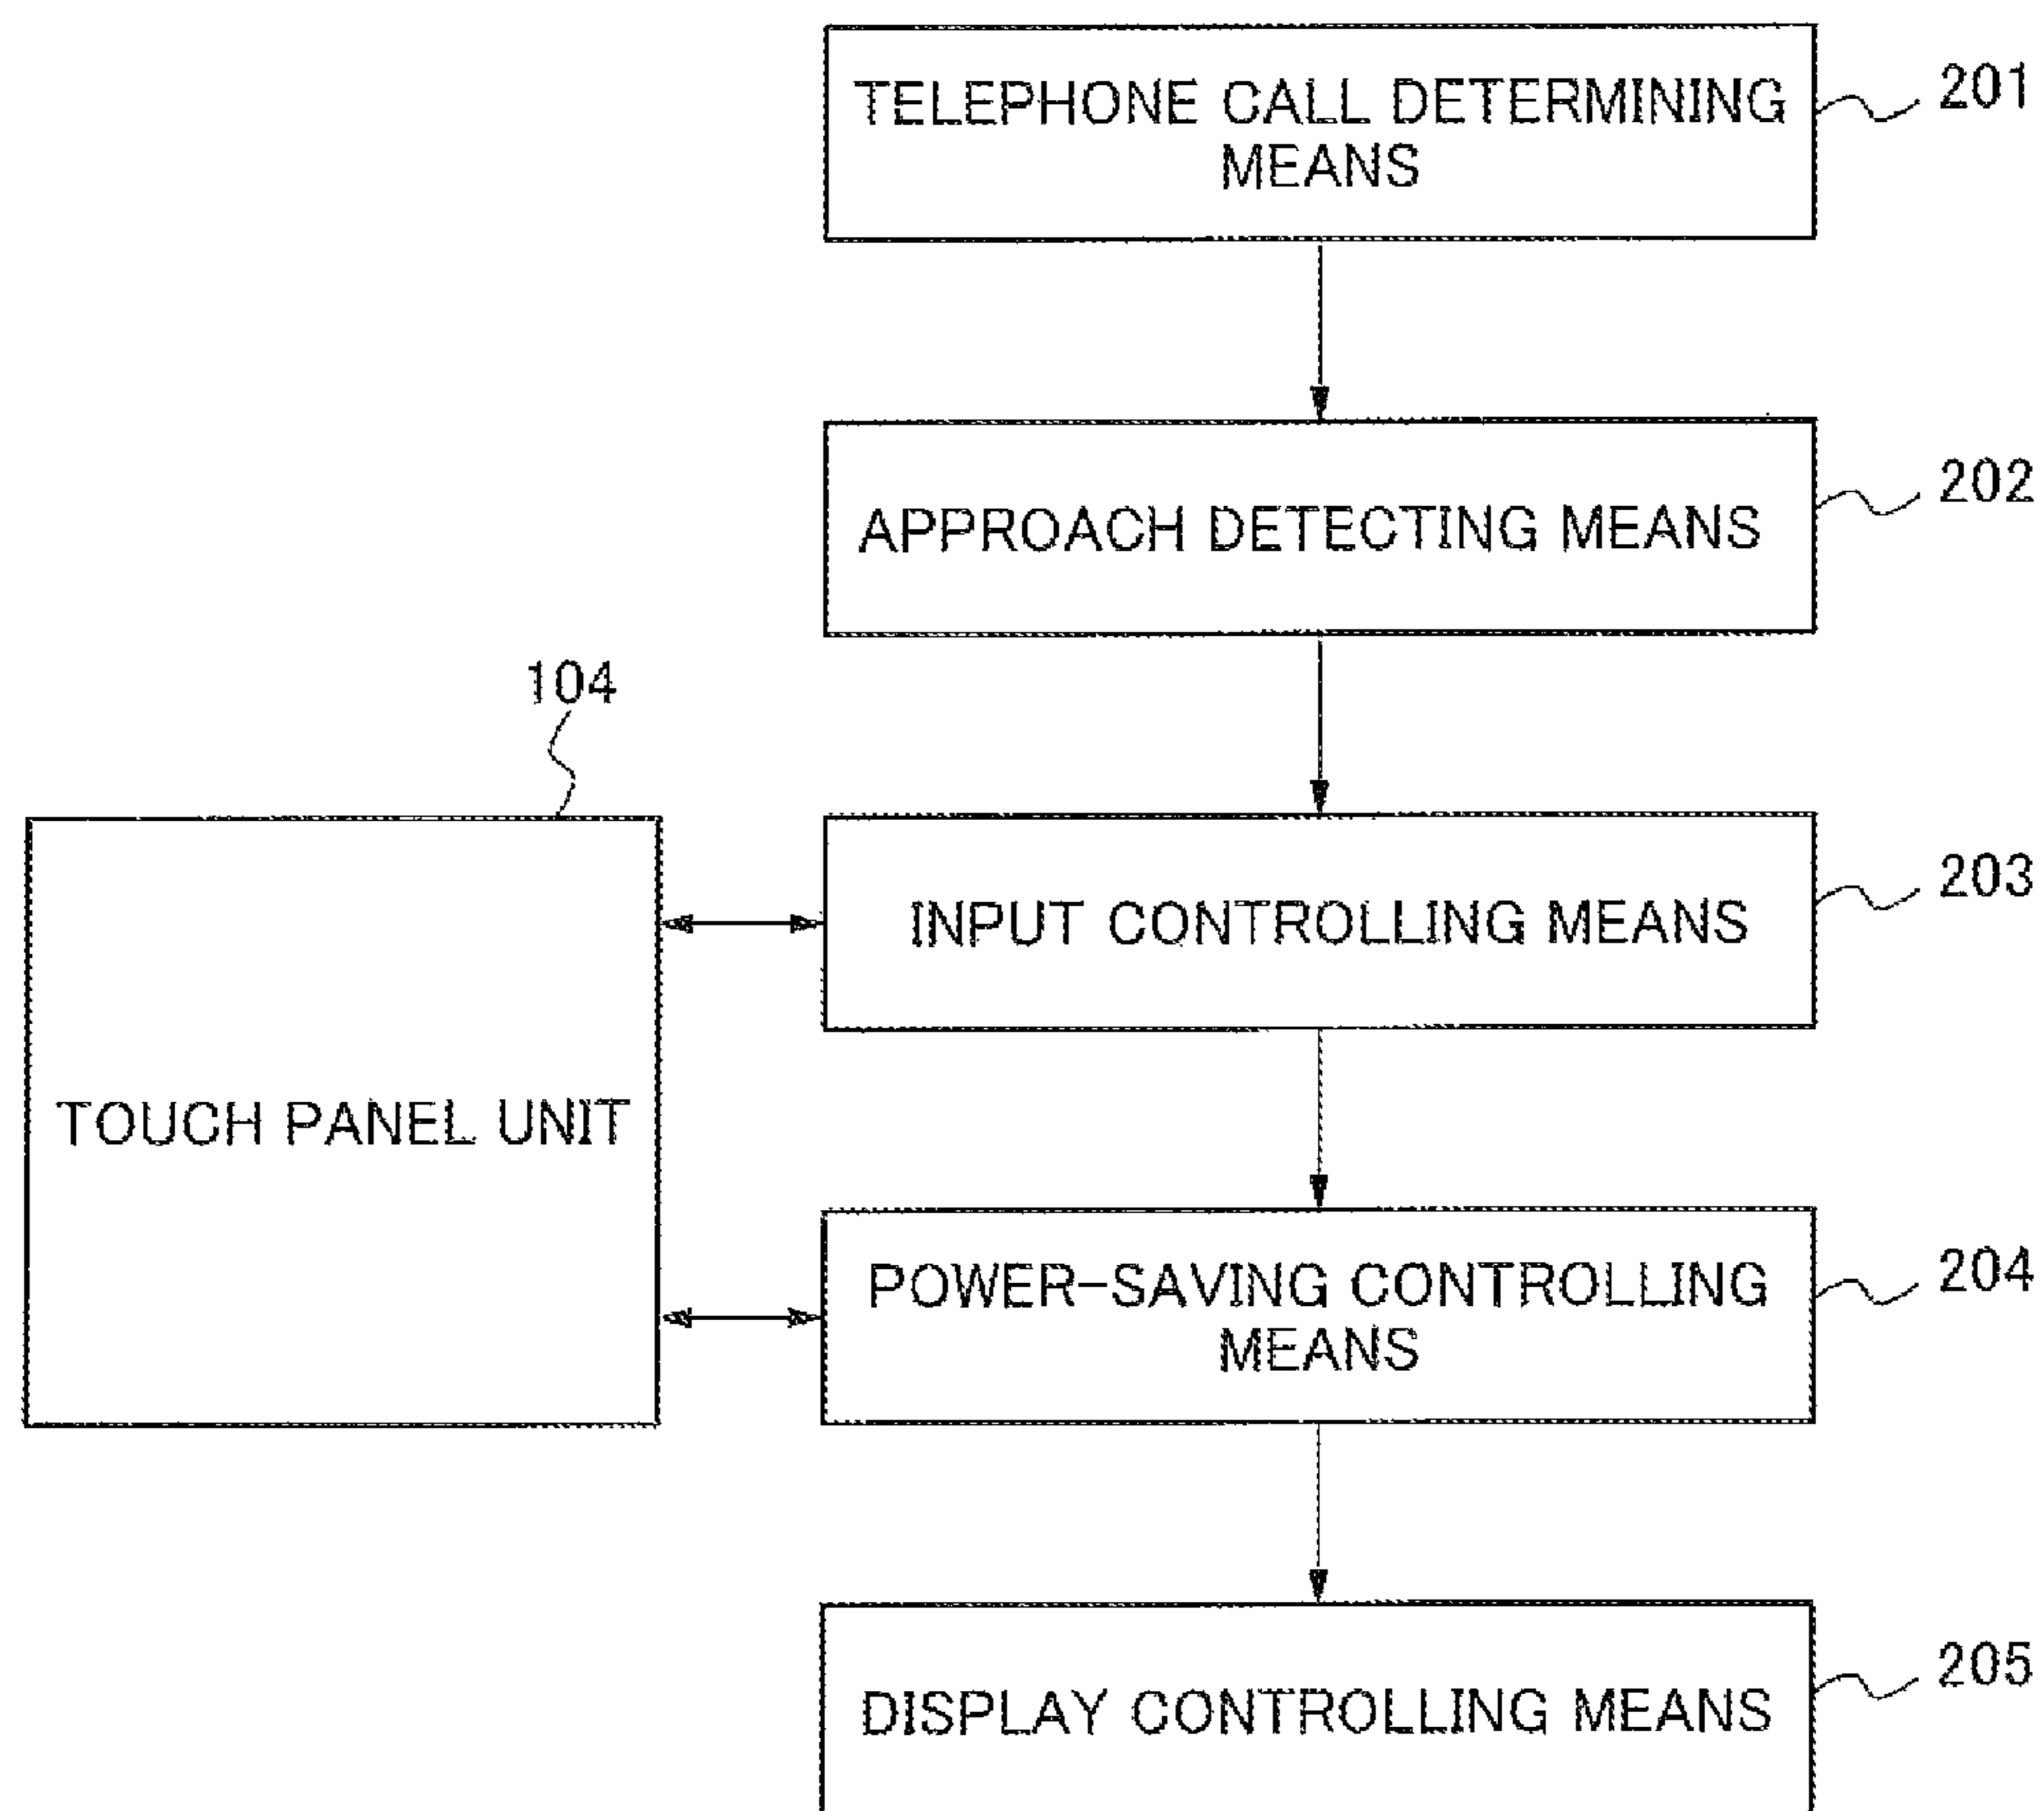 TELEPHONE CALL DETERMINING
MEANS
201
APPROACH DETECTING MEANS
202
104
TOUCH PANEL UNIT
INPUT CONTROLLING MEANS
203
POWER-SAVING CONTROLLING
MEANS
204
DISPLAY CONTROLLING MEANS
205